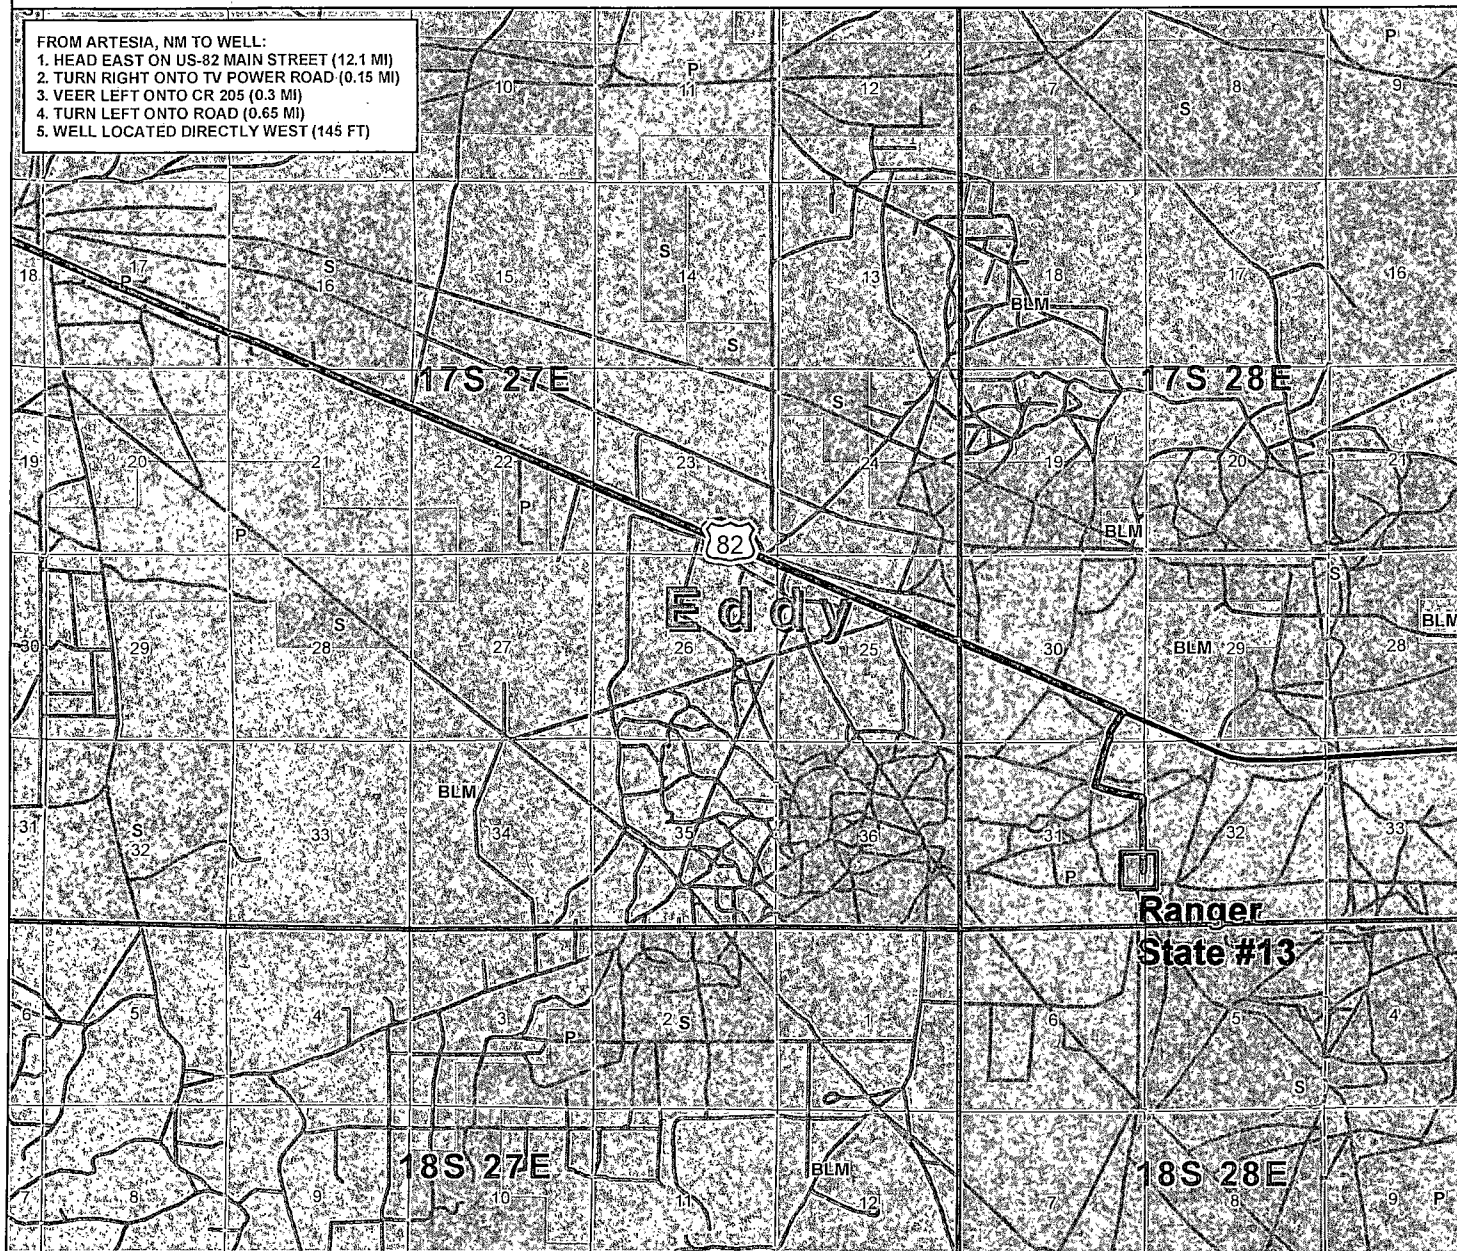 FROM ARTESIA, NM TO WELL:
1. HEAD EAST ON US-82 MAIN STREET (12.1 MI)
2. TURN RIGHT ONTO TV POWER ROAD (0.15 MI)
3. VEER LEFT ONTO CR 205 (0.3 MI)
4. TURN LEFT ONTO ROAD (0.65 MI)
5. WELL LOCATED DIRECTLY WEST (145 FT)
P
P
10 11 12 7 8 9
S
S
S
18 17 16 15 14 13 18 17 16
P
BLM
S
17S 27E 17S 28E
S
19 20 21 22 23 24 19 20 21
P
P
BLM
82
S
Eddy
S
BLM
30 29 28 27 26 25 30 BLM 29 28
BLM
S
P
31 32 33 34 35 36 31 32 33
Ranger
State #13
6 5 4 3 2 S 1 6 5 4
P
S
18S 27E BLM 18S 28E
7 8 9 10 11 12 7 8 9 P